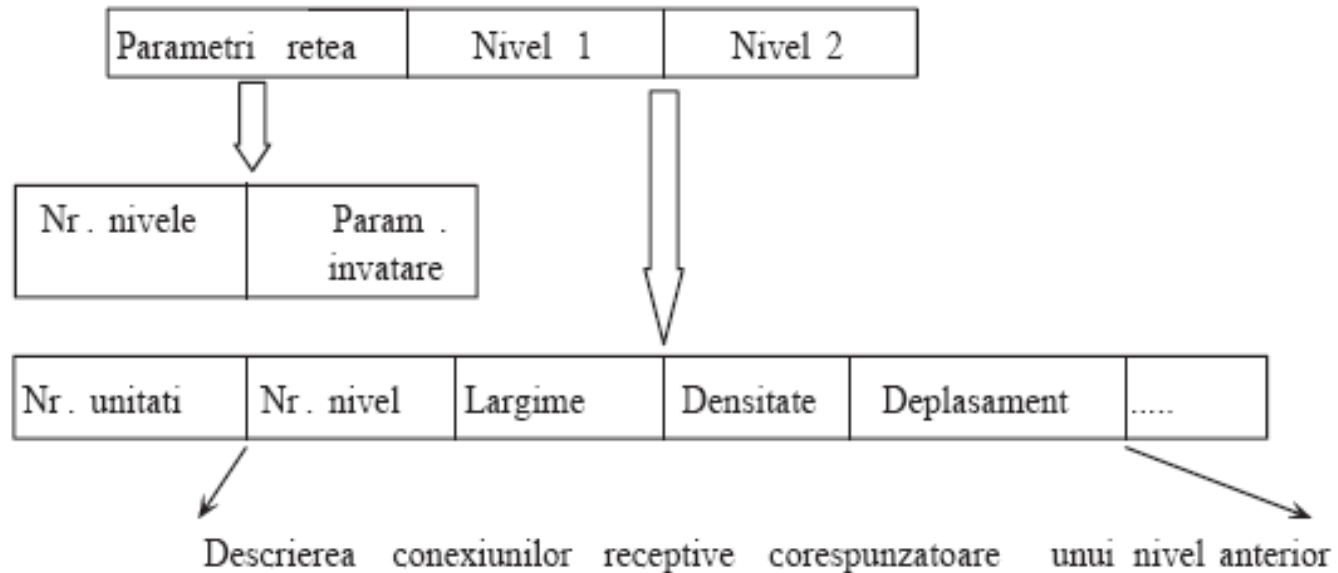 Parametri retea Nivel 1 Nivel 2
Nr. nivele Param.
invatare
Nr. unitati Nr. nivel Largime Densitate Deplasament .....
Descrierea conexiunilor receptive corespunzatoare unui nivel anterior